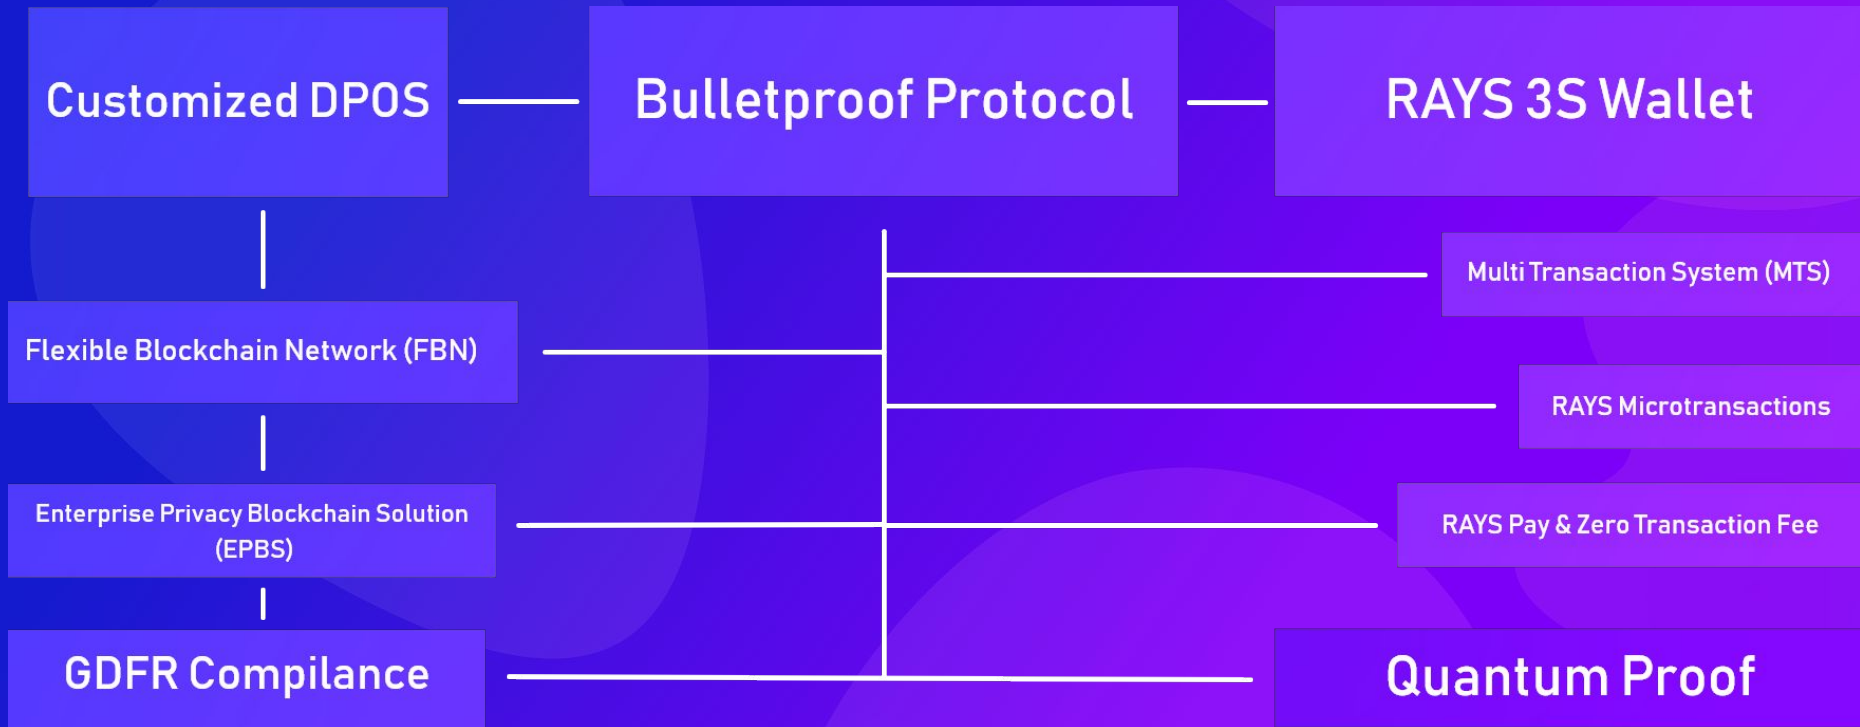 Customized DPOS
Bulletproof Protocol
RAYS 3S Wallet
Multi Transaction System (MTS)
Flexible Blockchain Network (FBN)
RAYS Microtransactions
Enterprise Privacy Blockchain Solution
(EPBS)
RAYS Pay & Zero Transaction Fee
GDFR Compilance
Quantum Proof